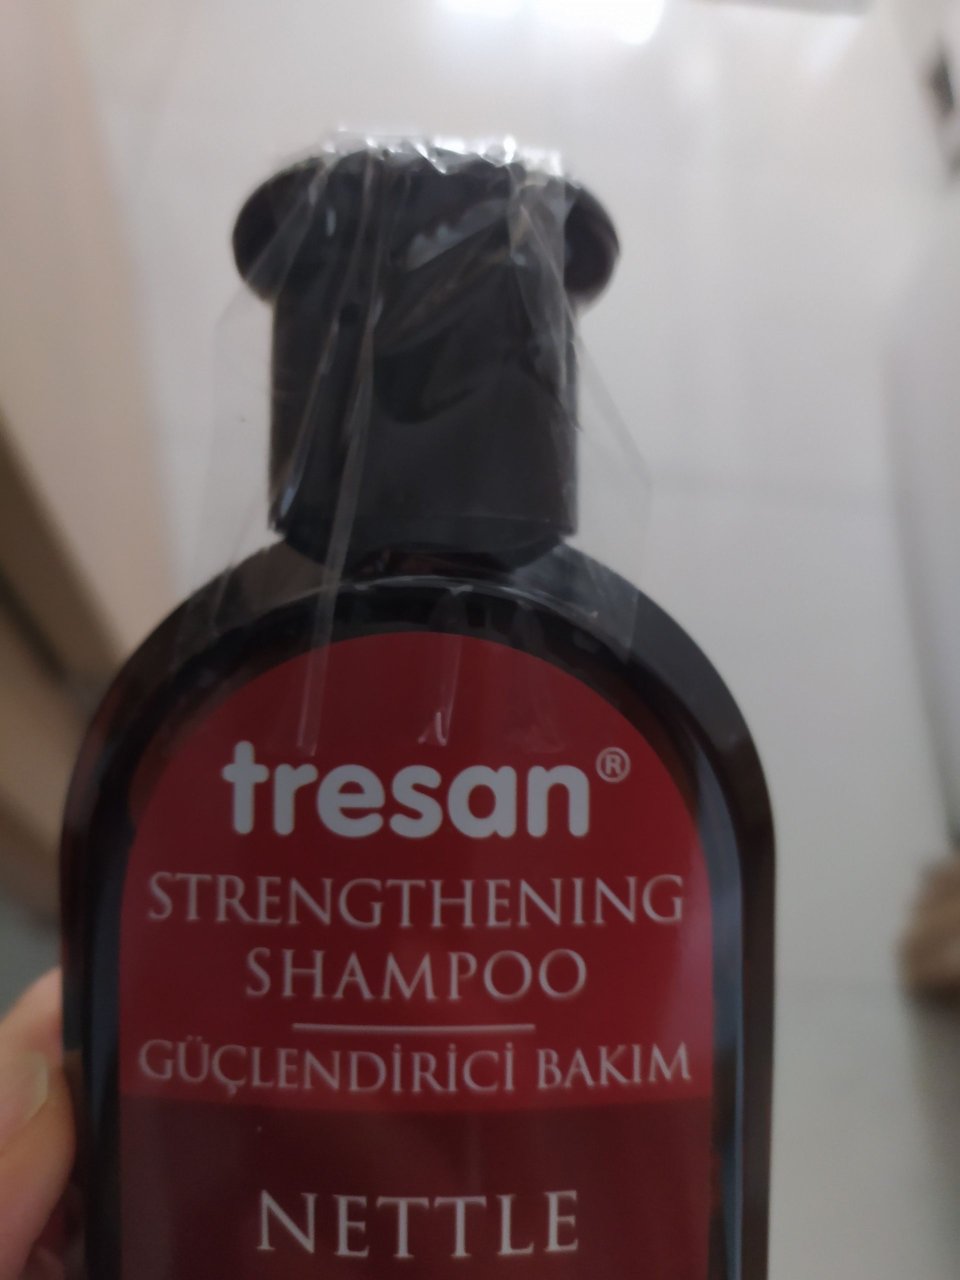 tresan®
STRENGTHENING
SHAMPOO
GÜÇLENDİRİCİ BAKIM
NETTLE